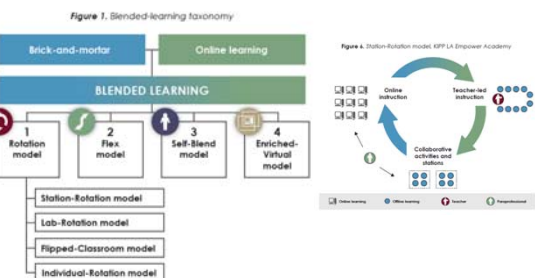 Figure 1. Blended-learning taxonomy
Brick-and-mortar
Online learning
BLENDED LEARNING
1
Rotation
model
2
Flex
model
3
Self-Blend
model
4
Enriched-
Virtual
model
Station-Rotation model
Lab-Rotation model
Flipped-Classroom model
Individual-Rotation model
Figure 6. Station-Rotation model, KIPP LA Empower Academy
Online
instruction
Teacher-led
instruction
Collaborative
activities and
stations
Online learning
Offline learning
Teacher
Paraprofessional